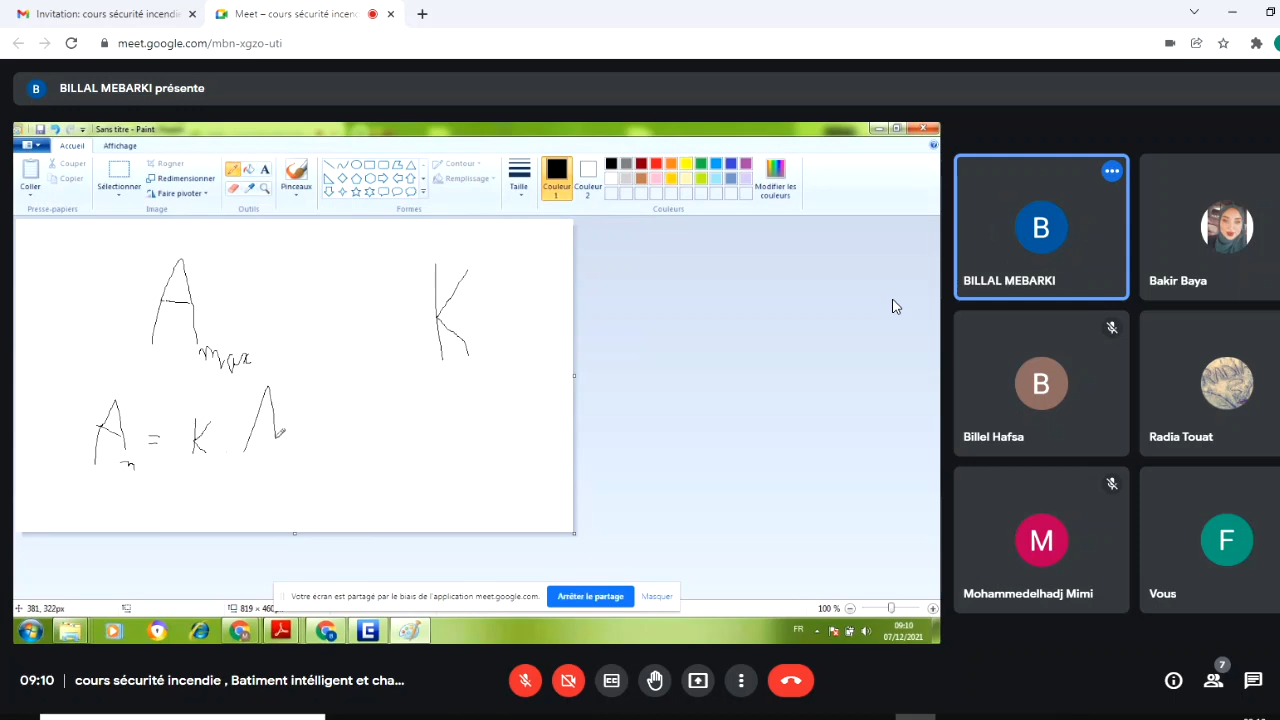 Invitation: cours sécurité incendie
Meet – cours sécurité incend
meet.google.com/mbn-xgzo-uti
B BILLAL MEBARKI présente
Sans titre - Paint
Accueil Affichage
Coller
Couper
Copier
Presse-papiers
Sélectionner
Rogner
Redimensionner
Faire pivoter
Image
A
Outils
Pinceaux
Contour
Remplissage
Formes
Taille
Couleur 1
Couleur 2
Modifier les couleurs
Couleurs
A max K
A n = K
Votre écran est partagé par le biais de l'application meet.google.com. Arrêter le partage Masquer
381, 322px 819 × 460p 100 %
FR 09:10
07/12/2021
B
BILLAL MEBARKI
Bakir Baya
B
Billel Hafsa
Radia Touat
M
Mohammedelhadj Mimi
F
Vous
09:10 | cours sécurité incendie , Batiment intélligent et cha...
7